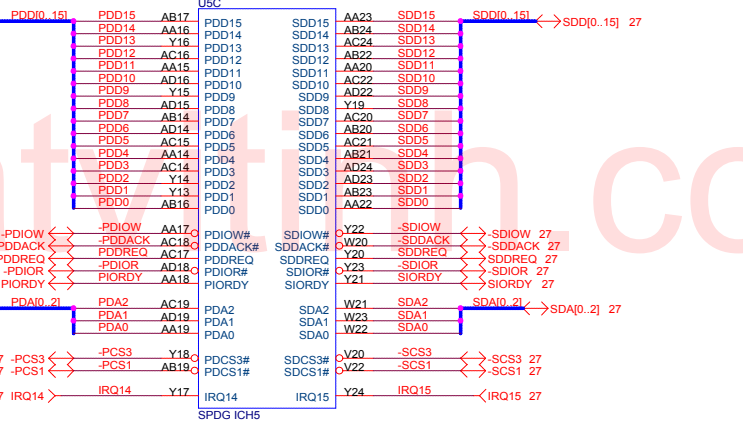 U5C
PDD[0..15] PDD15 AB17 PDD15 SDD15 AA23 SDD15 SDD[0..15] SDD[0..15] 27
PDD14 AA16 PDD14 SDD14 AB24 SDD14
PDD13 Y16 PDD13 SDD13 AC24 SDD13
PDD12 AC16 PDD12 SDD12 AB22 SDD12
PDD11 AA15 PDD11 SDD11 AA20 SDD11
PDD10 AD16 PDD10 SDD10 AC22 SDD10
PDD9 Y15 PDD9 SDD9 AD22 SDD9
PDD8 AD15 PDD8 SDD8 Y19 SDD8
PDD7 AB14 PDD7 SDD7 AC20 SDD7
PDD6 AD14 PDD6 SDD6 AB20 SDD6
PDD5 AC15 PDD5 SDD5 AC21 SDD5
PDD4 AA14 PDD4 SDD4 AB21 SDD4
PDD3 AC14 PDD3 SDD3 AD24 SDD3
PDD2 Y14 PDD2 SDD2 AD23 SDD2
PDD1 Y13 PDD1 SDD1 AB23 SDD1
PDD0 AB16 PDD0 SDD0 AA22 SDD0
-PDIOW -PDIOW AA17 PDIOW# SDIOW# Y22 -SDIOW -SDIOW 27
PDDACK -PDDACK AC18 PDDACK# SDDACK# W20 -SDDACK -SDDACK 27
PDDREQ PDDREQ AC17 PDDREQ SDDREQ Y20 SDDREQ SDDREQ 27
-PDIOR -PDIOR AD18 PDIOR# SDIOR# Y23 -SDIOR -SDIOR 27
PIORDY PIORDY AA18 PIORDY SIORDY Y21 SIORDY SIORDY 27
PDA[0..2] PDA2 AC19 PDA2 SDA2 W21 SDA2 SDA[0..2] SDA[0..2] 27
PDA1 AD19 PDA1 SDA1 W23 SDA1
PDA0 AA19 PDA0 SDA0 W22 SDA0
-PCS3 -PCS3 Y18 PDCS3# SDCS3# V20 -SCS3 -SCS3 27
-PCS1 -PCS1 AB19 PDCS1# SDCS1# V22 -SCS1 -SCS1 27
IRQ14 IRQ14 Y17 IRQ14 IRQ15 Y24 IRQ15 IRQ15 27
SPDG ICH5
ntvitinh.co